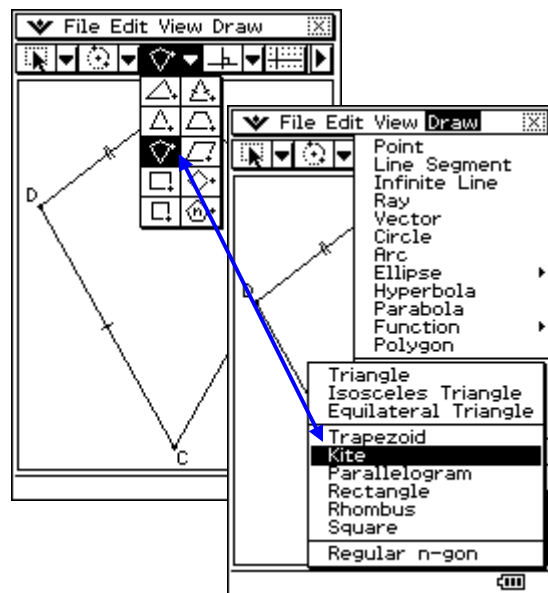 File Edit View Draw
D
C
File Edit View Draw
Point
Line Segment
Infinite Line
Ray
Vector
Circle
Arc
Ellipse
Hyperbola
Parabola
Function
Polygon
D
Triangle
Isosceles Triangle
Equilateral Triangle
Trapezoid
Kite
Parallelogram
Rectangle
Rhombus
Square
Regular n-gon